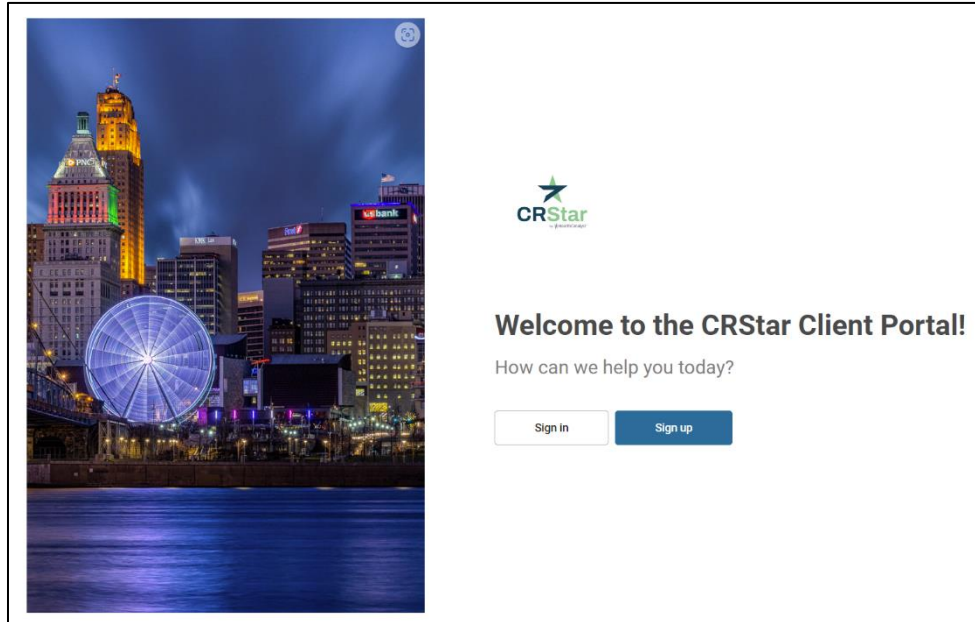 PNC
usbank
CRStar
Welcome to the CRStar Client Portal!
How can we help you today?
Sign in
Sign up